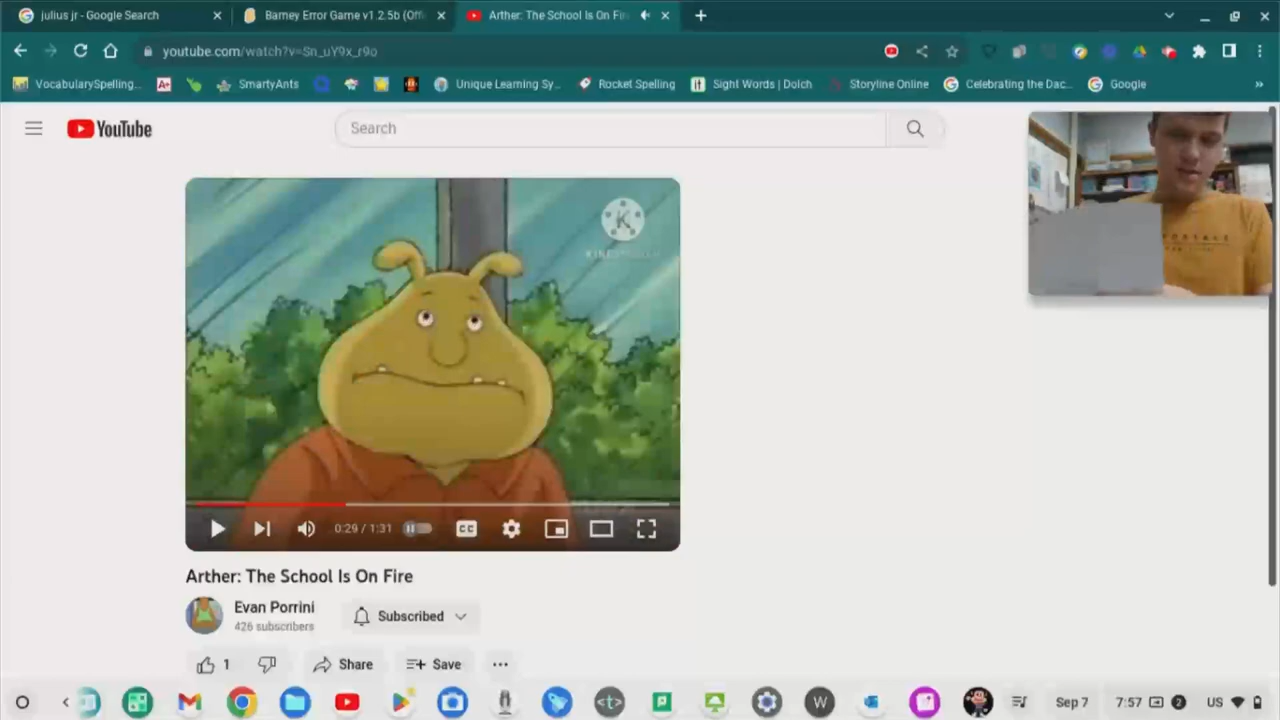 julius jr - Google Search
Barney Error Game v1.2.5b (Offi
Arther: The School Is On Fire
youtube.com/watch?v=Sn_uY9x_r9o
VocabularySpelling...
A+
SmartyAnts
Unique Learning Sy...
Rocket Spelling
Sight Words | Dolch
Storyline Online
Celebrating the Dac...
Google
YouTube
Search
K
0:29 / 1:31
CC
Arther: The School Is On Fire
Evan Porrini
426 subscribers
Subscribed
1
Share
Save
Sep 7
7:57
2
US